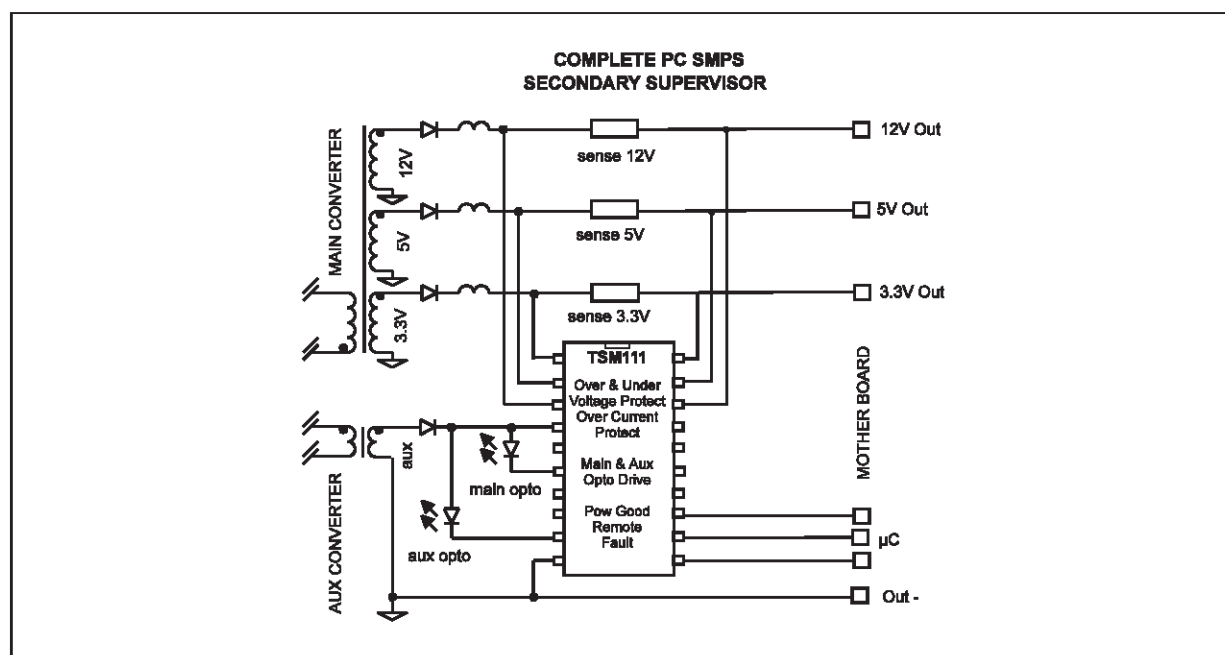 COMPLETE PC SMPS
SECONDARY SUPERVISOR
MAIN CONVERTER
12V
sense 12V
12V Out
5V
sense 5V
5V Out
3.3V
sense 3.3V
3.3V Out
TSM111
Over & Under
Voltage Protect
Over Current
Protect
Main & Aux
Opto Drive
Pow Good
Remote
Fault
MOTHER BOARD
AUX CONVERTER
aux
main opto
aux opto
µC
Out -